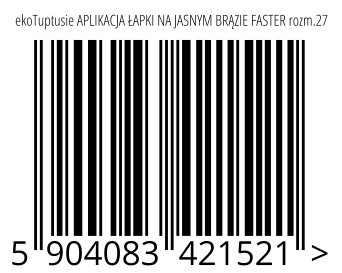 ekoTuptusie APLIKACJA ŁAPKI NA JASNYM BRĄZIE FASTER rozm.27
5 904083 421521 >